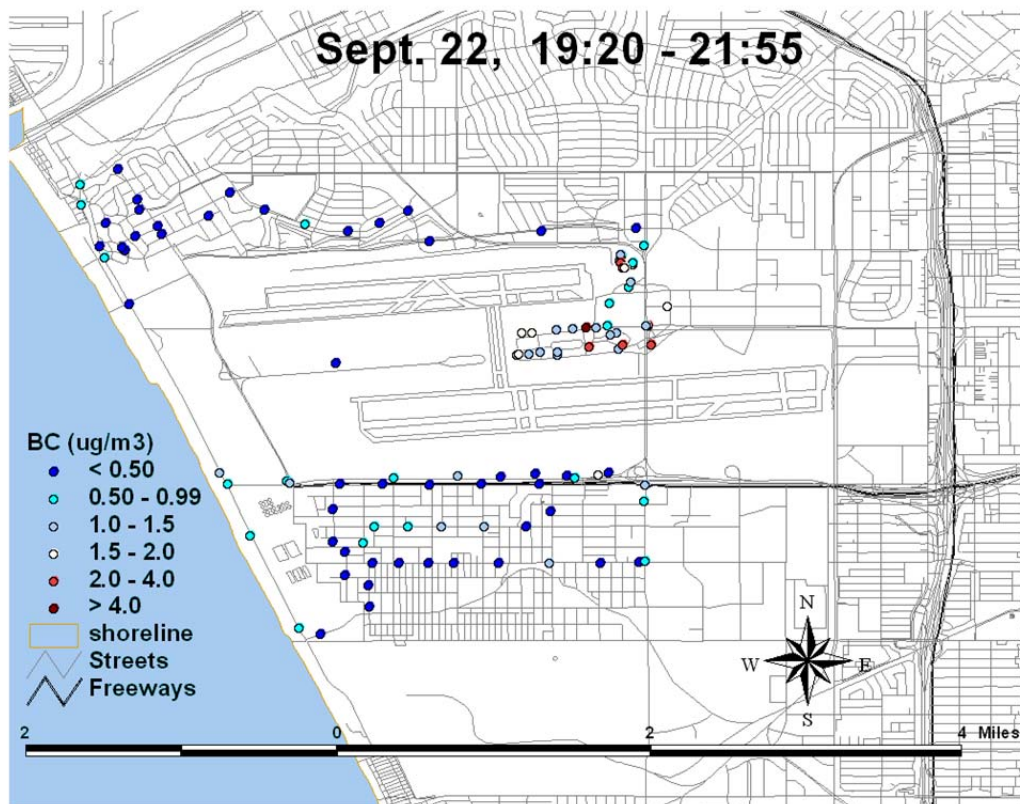 Sept. 22, 19:20 - 21:55
BC (ug/m3)
< 0.50
0.50 - 0.99
1.0 - 1.5
1.5 - 2.0
2.0 - 4.0
> 4.0
shoreline
Streets
Freeways
N
W E
S
2 0 2 4 Miles